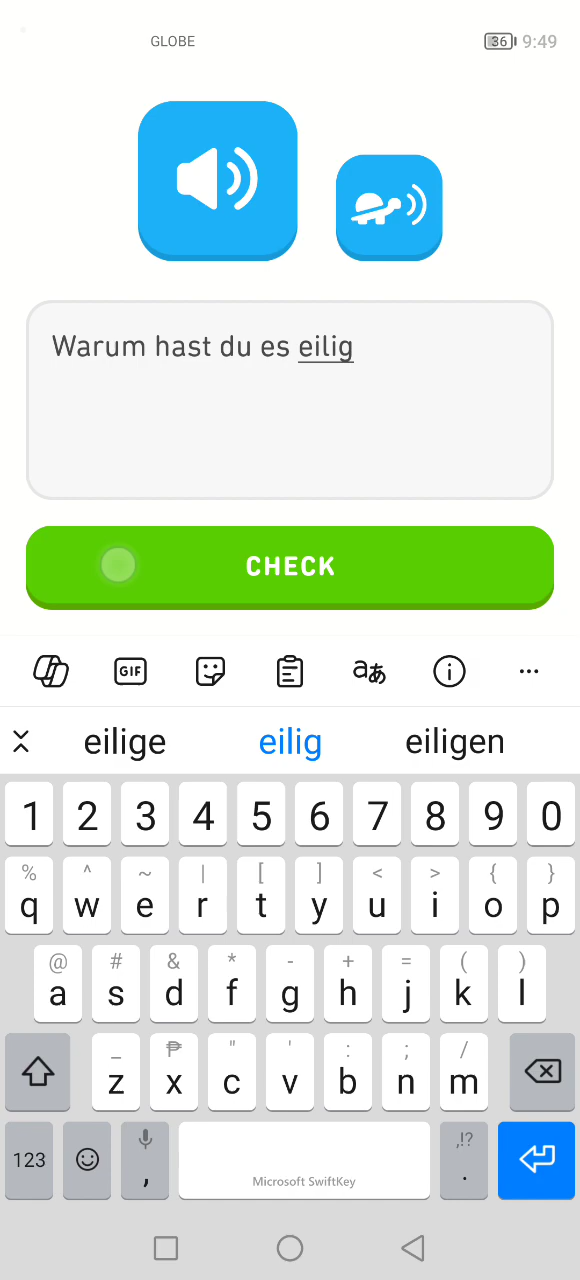 GLOBE 36 9:49
Warum hast du es eilig
CHECK
GIF aあ
eilige eilig eiligen
1 2 3 4 5 6 7 8 9 0
% ^ ~ | [ ] < > { }
q w e r t y u i o p
@ # & * - + = ( )
a s d f g h j k l
_ ₱ " ' : ; /
z x c v b n m
123 , Microsoft SwiftKey ,!? .